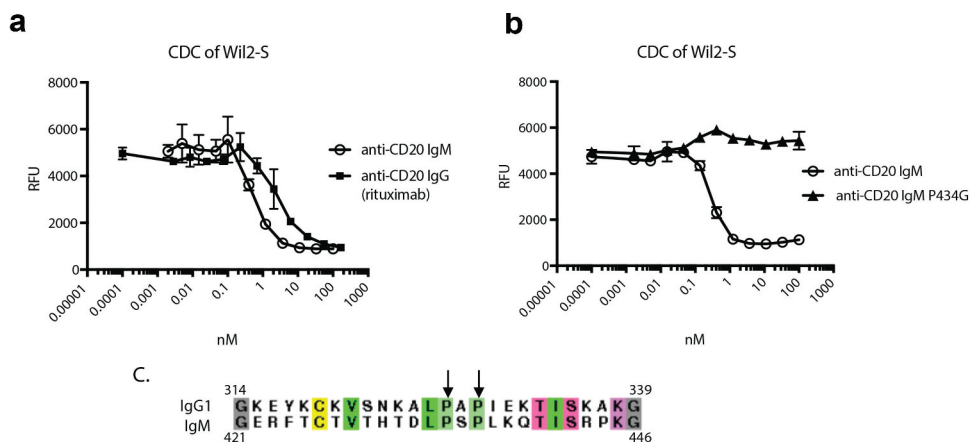 a
CDC of Wil2-S
8000
6000
4000
2000
0
RFU
0.00001 0.0001 0.001 0.01 0.1 1 10 100 1000
nM
anti-CD20 IgM
anti-CD20 IgG
(rituximab)
b
CDC of Wil2-S
8000
6000
4000
2000
0
RFU
0.00001 0.0001 0.001 0.01 0.1 1 10 100 1000
nM
anti-CD20 IgM
anti-CD20 IgM P434G
C.
314 339
IgG1 GKEYKCKVSNKALPAPIEKTISKAKG
IgM GERFTCTVTHTDLPSPLKQTISRPKG
421 446